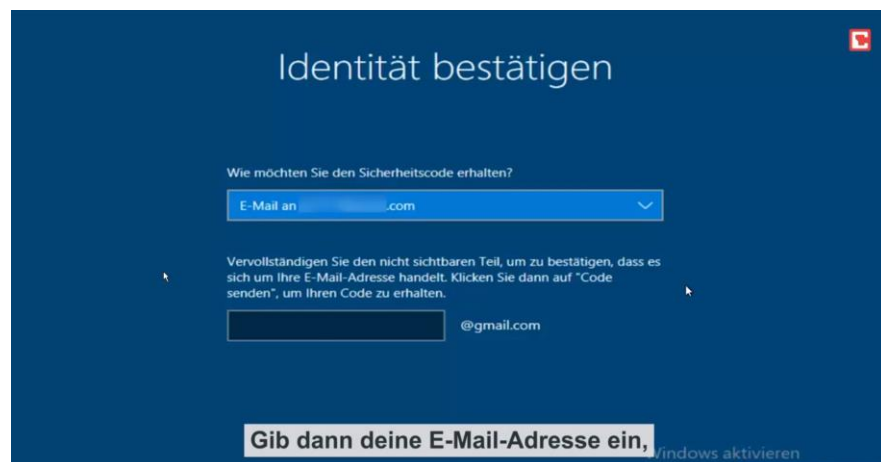 Identität bestätigen
Wie möchten Sie den Sicherheitscode erhalten?
E-Mail an .com
Vervollständigen Sie den nicht sichtbaren Teil, um zu bestätigen, dass es
sich um Ihre E-Mail-Adresse handelt. Klicken Sie dann auf "Code
senden", um Ihren Code zu erhalten.
@gmail.com
Gib dann deine E-Mail-Adresse ein,
Windows aktivieren